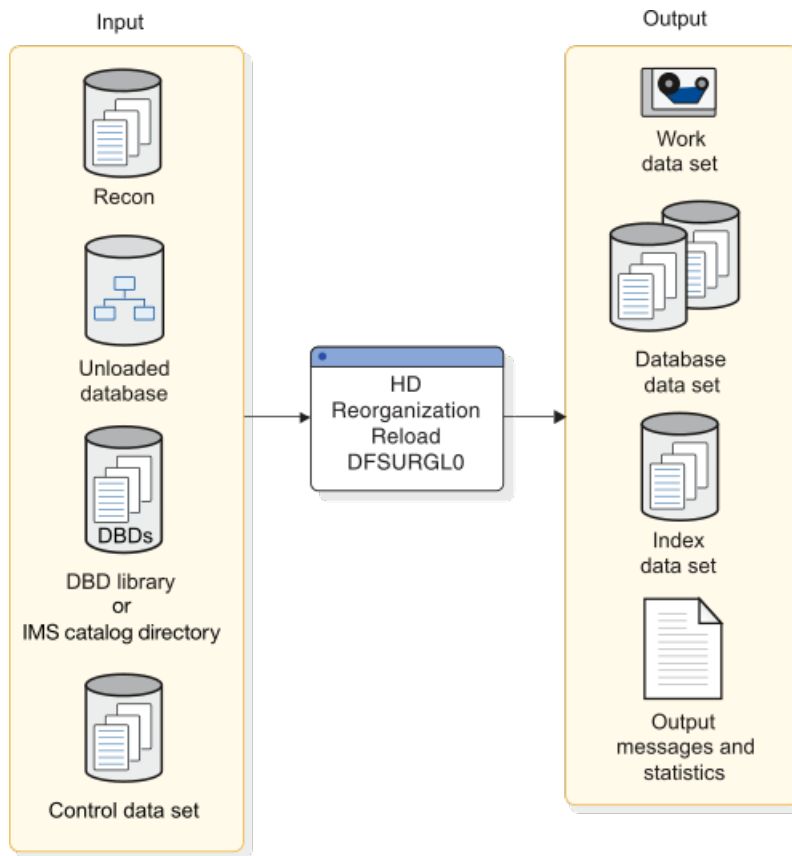 Input
Recon
Unloaded
database
DBDs
DBD library
or
IMS catalog directory
Control data set
HD
Reorganization
Reload
DFSURGL0
Output
Work
data set
Database
data set
Index
data set
Output
messages and
statistics